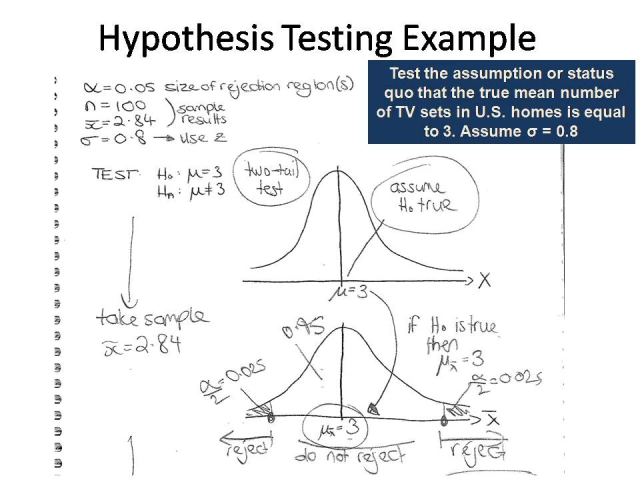 Hypothesis Testing Example
Test the assumption or status
quo that the true mean number
of TV sets in U.S. homes is equal
to 3. Assume σ = 0.8
α=0.05 size of rejection region(s)
n=100
x̄=2.84
sample
results
σ=0.8 → use z
TEST: H₀: μ=3
Hₐ: μ≠3
two-tail
test
assume
H₀ true
X
μ=3
take sample
x̄=2.84
0.95
if H₀ is true
then
μx̄=3
α/2=0.025
α/2=0.025
μx̄=3
X̄
reject
do not reject
reject